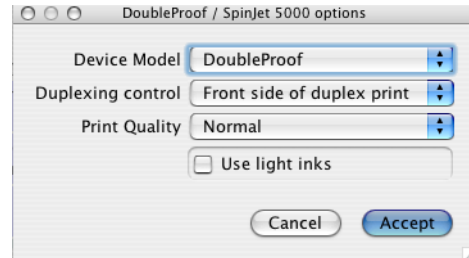 DoubleProof / SpinJet 5000 options
Device Model DoubleProof
Duplexing control Front side of duplex print
Print Quality Normal
Use light inks
Cancel Accept